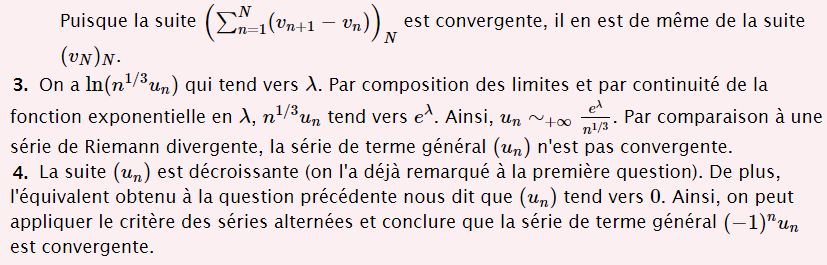 Puisque la suite $\left(\sum_{n=1}^{N}(v_{n+1}-v_n)\right)_N$ est convergente, il en est de même de la suite
$(v_N)_N$.
3. On a $\ln(n^{1/3}u_n)$ qui tend vers $\lambda$. Par composition des limites et par continuité de la
fonction exponentielle en $\lambda$, $n^{1/3}u_n$ tend vers $e^{\lambda}$. Ainsi, $u_n \sim_{+\infty} \frac{e^{\lambda}}{n^{1/3}}$. Par comparaison à une
série de Riemann divergente, la série de terme général $(u_n)$ n'est pas convergente.
4. La suite $(u_n)$ est décroissante (on l'a déjà remarqué à la première question). De plus,
l'équivalent obtenu à la question précédente nous dit que $(u_n)$ tend vers $0$. Ainsi, on peut
appliquer le critère des séries alternées et conclure que la série de terme général $(-1)^n u_n$
est convergente.